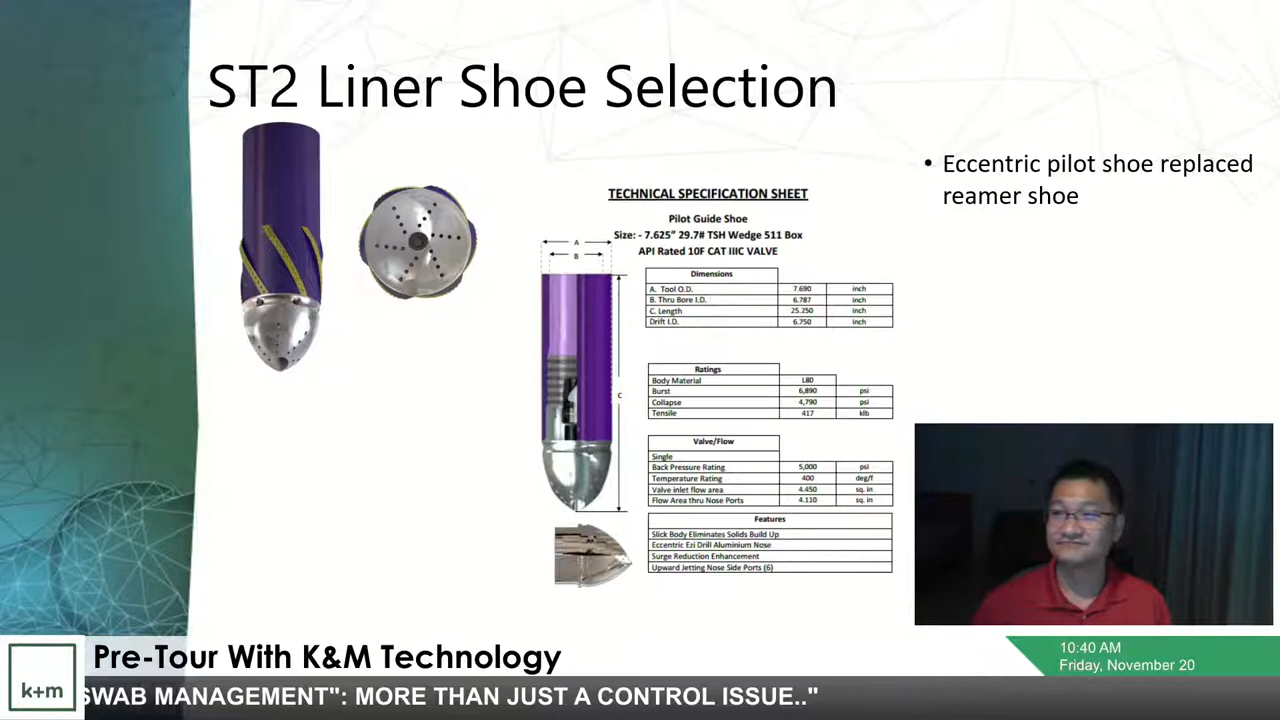 ST2 Liner Shoe Selection
• Eccentric pilot shoe replaced
reamer shoe
TECHNICAL SPECIFICATION SHEET
Pilot Guide Shoe
Size: - 7.625" 29.7# TSH Wedge 511 Box
API Rated 10F CAT IIIC VALVE
A
B
C
Dimensions
A. Tool O.D. 7.690 inch
B. Thru Bore I.D. 6.787 inch
C. Length 25.250 inch
Drift I.D. 6.750 inch
Ratings
Body Material L80
Burst 6,890 psi
Collapse 4,790 psi
Tensile 417 klb
Valve/Flow
Single
Back Pressure Rating 5,000 psi
Temperature Rating 400 deg/f
Valve inlet flow area 4.450 sq. in
Flow Area thru Nose Ports 4.110 sq. in
Features
Slick Body Eliminates Solids Build Up
Eccentric Ezi Drill Aluminium Nose
Surge Reduction Enhancement
Upward Jetting Nose Side Ports (6)
k+m
Pre-Tour With K&M Technology
10:40 AM
Friday, November 20
SWAB MANAGEMENT": MORE THAN JUST A CONTROL ISSUE.."